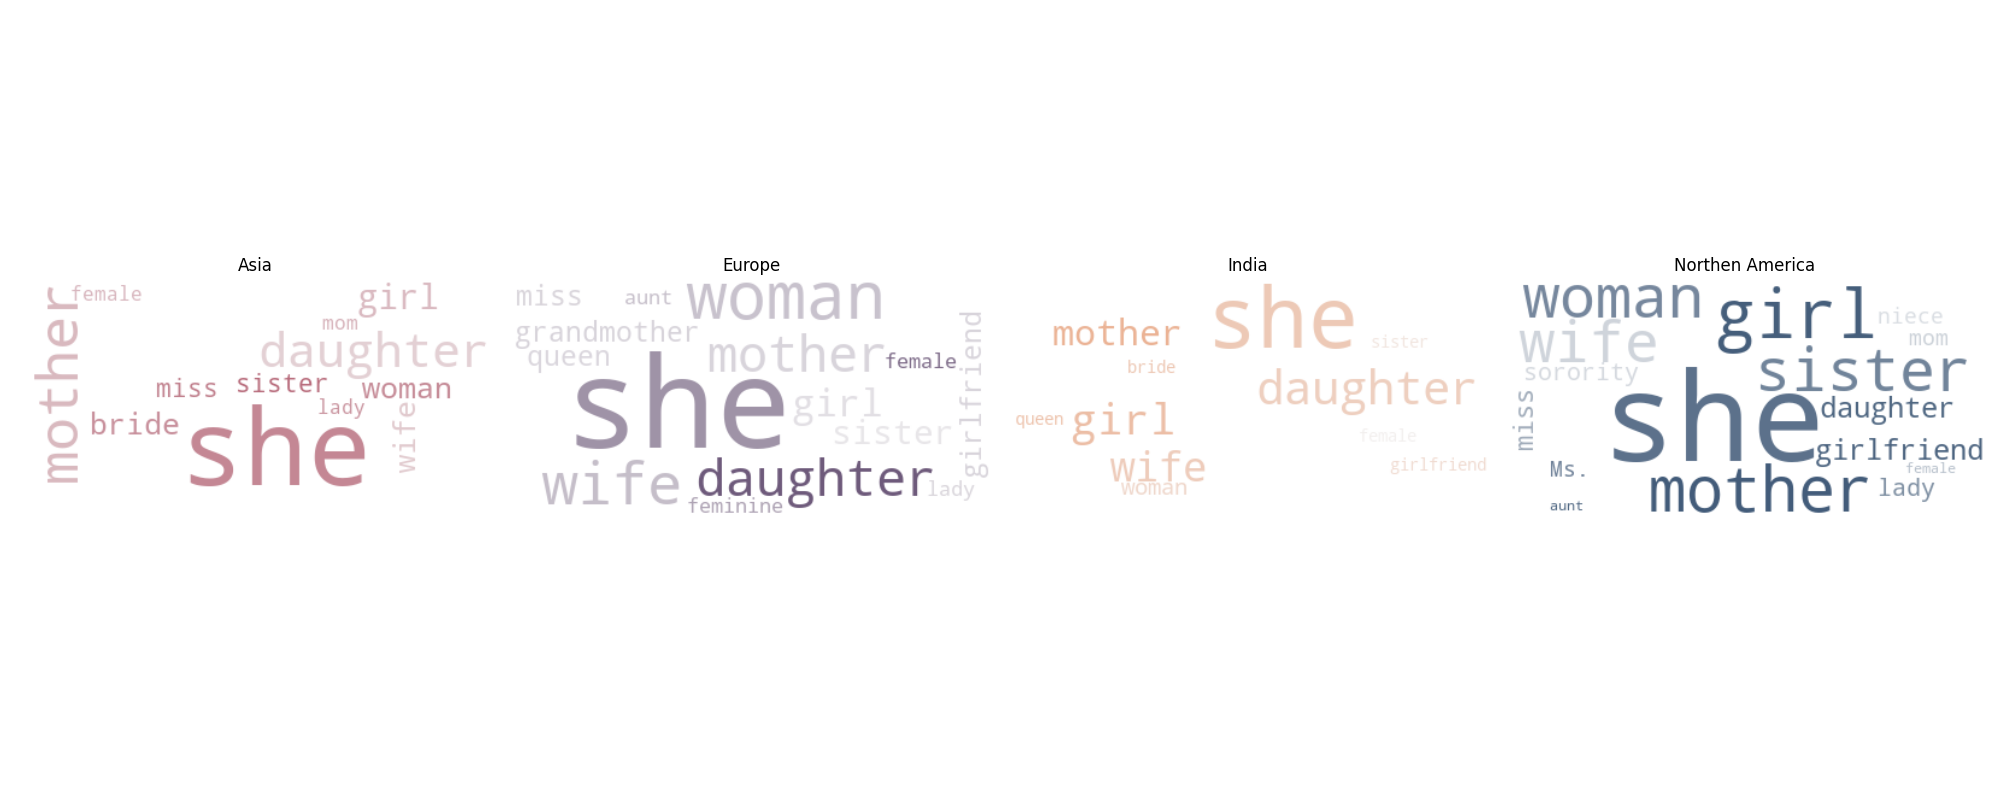 Asia
mother
female
girl
mom
daughter
miss
sister
woman
lady
bride
she
wife
Europe
miss
aunt
woman
grandmother
queen
mother
female
she
girl
girlfriend
sister
wife
daughter
lady
feminine
India
she
mother
sister
bride
daughter
queen
girl
female
wife
girlfriend
woman
Northen America
woman
girl
niece
wife
mom
sister
sorority
she
daughter
miss
girlfriend
Ms.
female
mother
lady
aunt